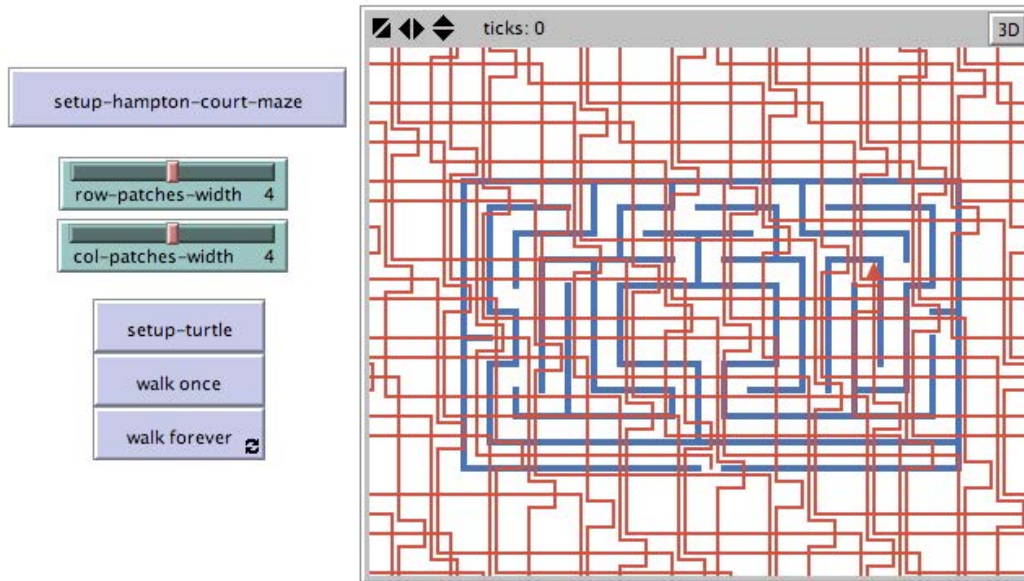 ticks: 0
3D
setup-hampton-court-maze
row-patches-width 4
col-patches-width 4
setup-turtle
walk once
walk forever